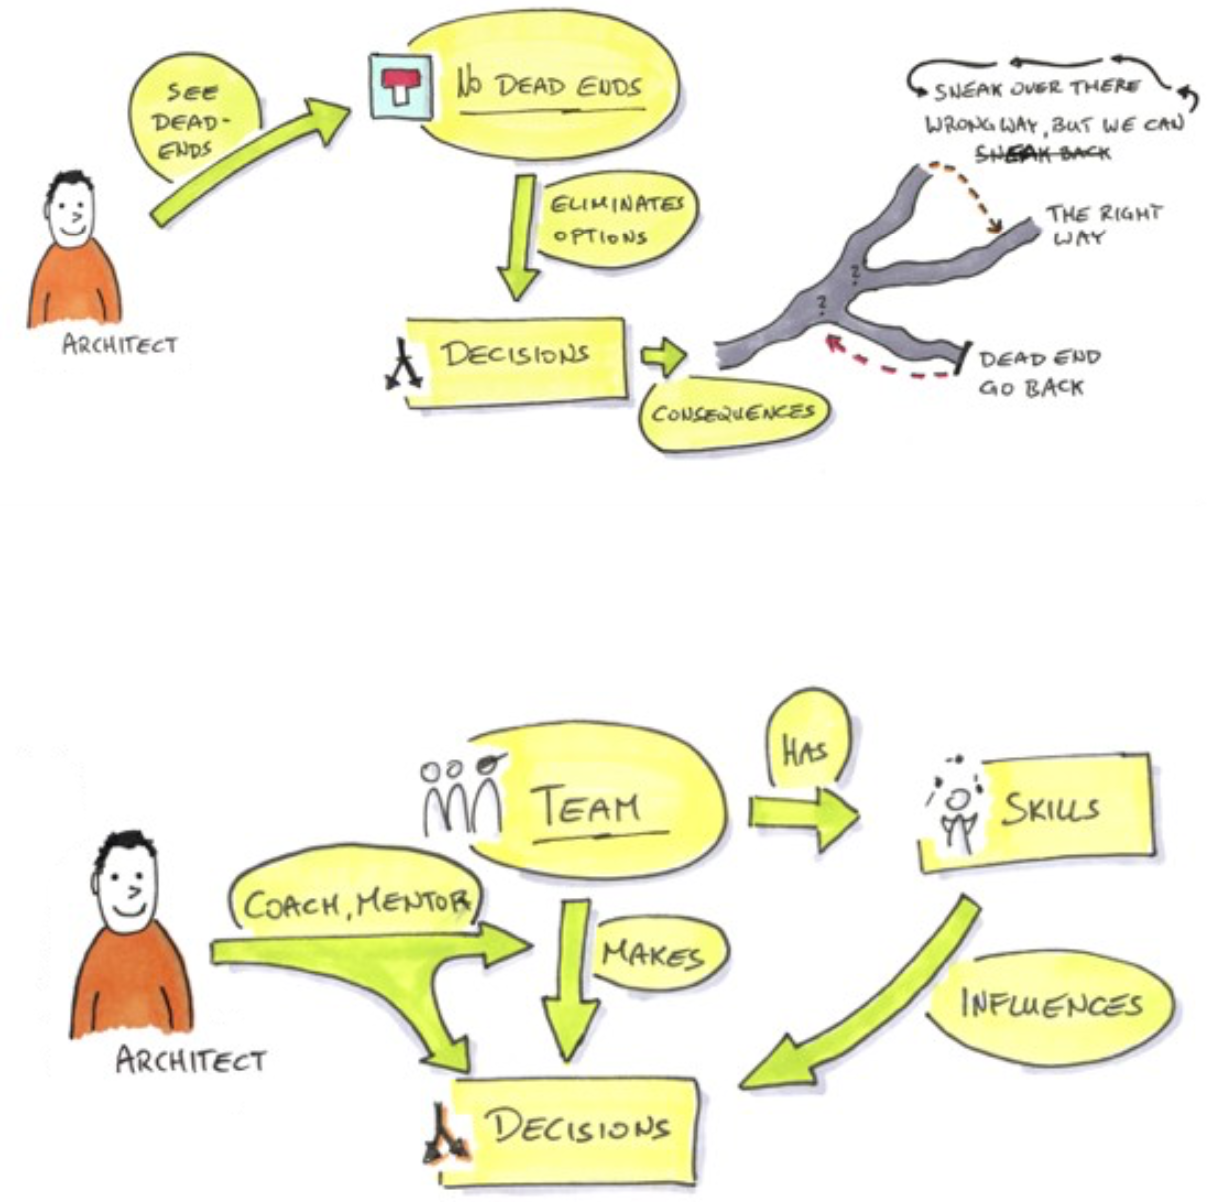 SEE
DEAD-
ENDS
NO DEAD ENDS
SNEAK OVER THERE
WRONG WAY, BUT WE CAN
SNEAK BACK
ELIMINATES
OPTIONS
THE RIGHT
WAY
?
?
ARCHITECT
DECISIONS
DEAD END
GO BACK
CONSEQUENCES
HAS
TEAM
SKILLS
COACH, MENTOR
MAKES
INFLUENCES
ARCHITECT
DECISIONS